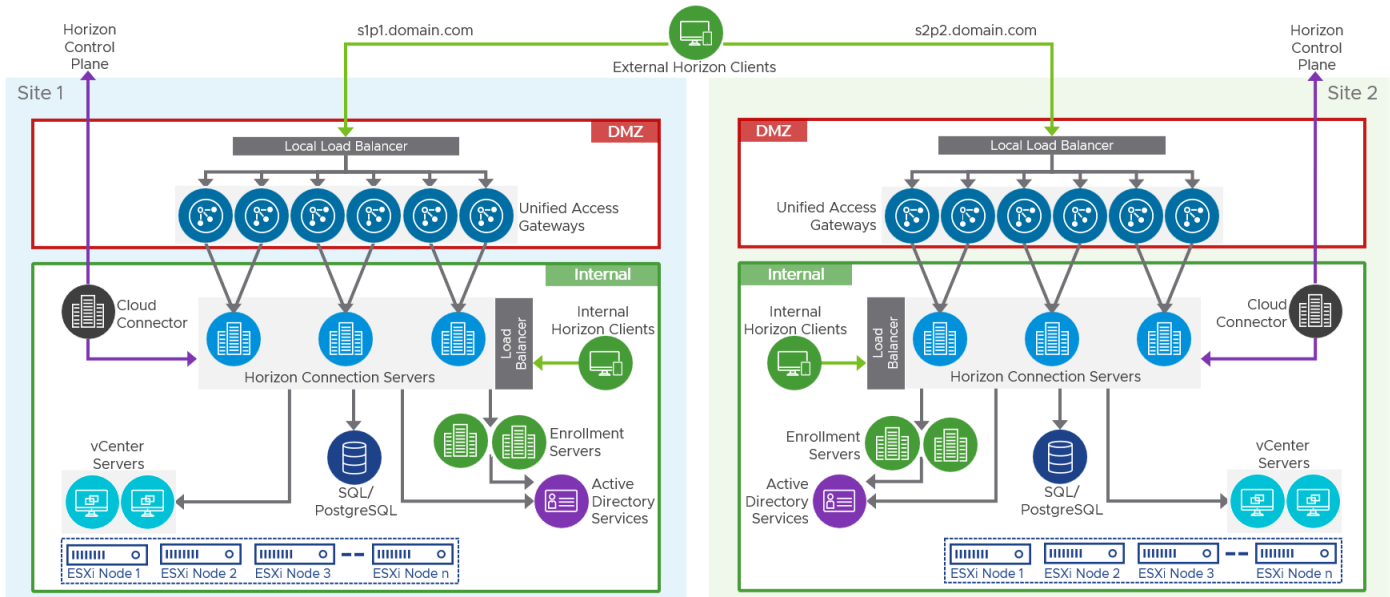 Horizon
Control
Plane
s1p1.domain.com
External Horizon Clients
s2p2.domain.com
Horizon
Control
Plane
Site 1
DMZ
Local Load Balancer
Unified Access
Gateways
Internal
Cloud
Connector
Load
Balancer
Internal
Horizon Clients
Horizon Connection Servers
Enrollment
Servers
vCenter
Servers
SQL/
PostgreSQL
Active
Directory
Services
ESXi Node 1
ESXi Node 2
ESXi Node 3
ESXi Node n
Site 2
DMZ
Local Load Balancer
Unified Access
Gateways
Internal
Internal
Horizon Clients
Load
Balancer
Cloud
Connector
Horizon Connection Servers
Enrollment
Servers
Active
Directory
Services
SQL/
PostgreSQL
vCenter
Servers
ESXi Node 1
ESXi Node 2
ESXi Node 3
ESXi Node n